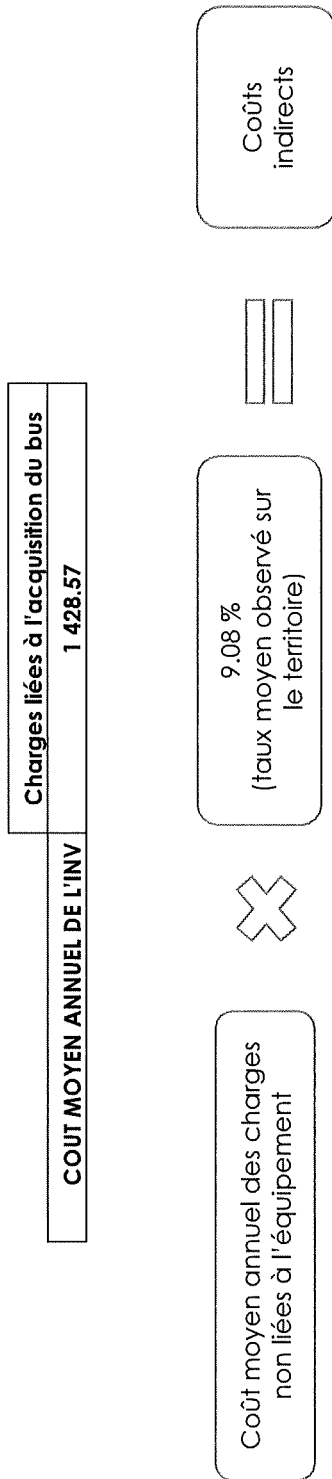 Charges liées à l'acquisition du bus
COUT MOYEN ANNUEL DE L'INV 1 428.57
Coût moyen annuel des charges
non liées à l'équipement
9.08 %
(taux moyen observé sur
le territoire)
Coûts
indirects